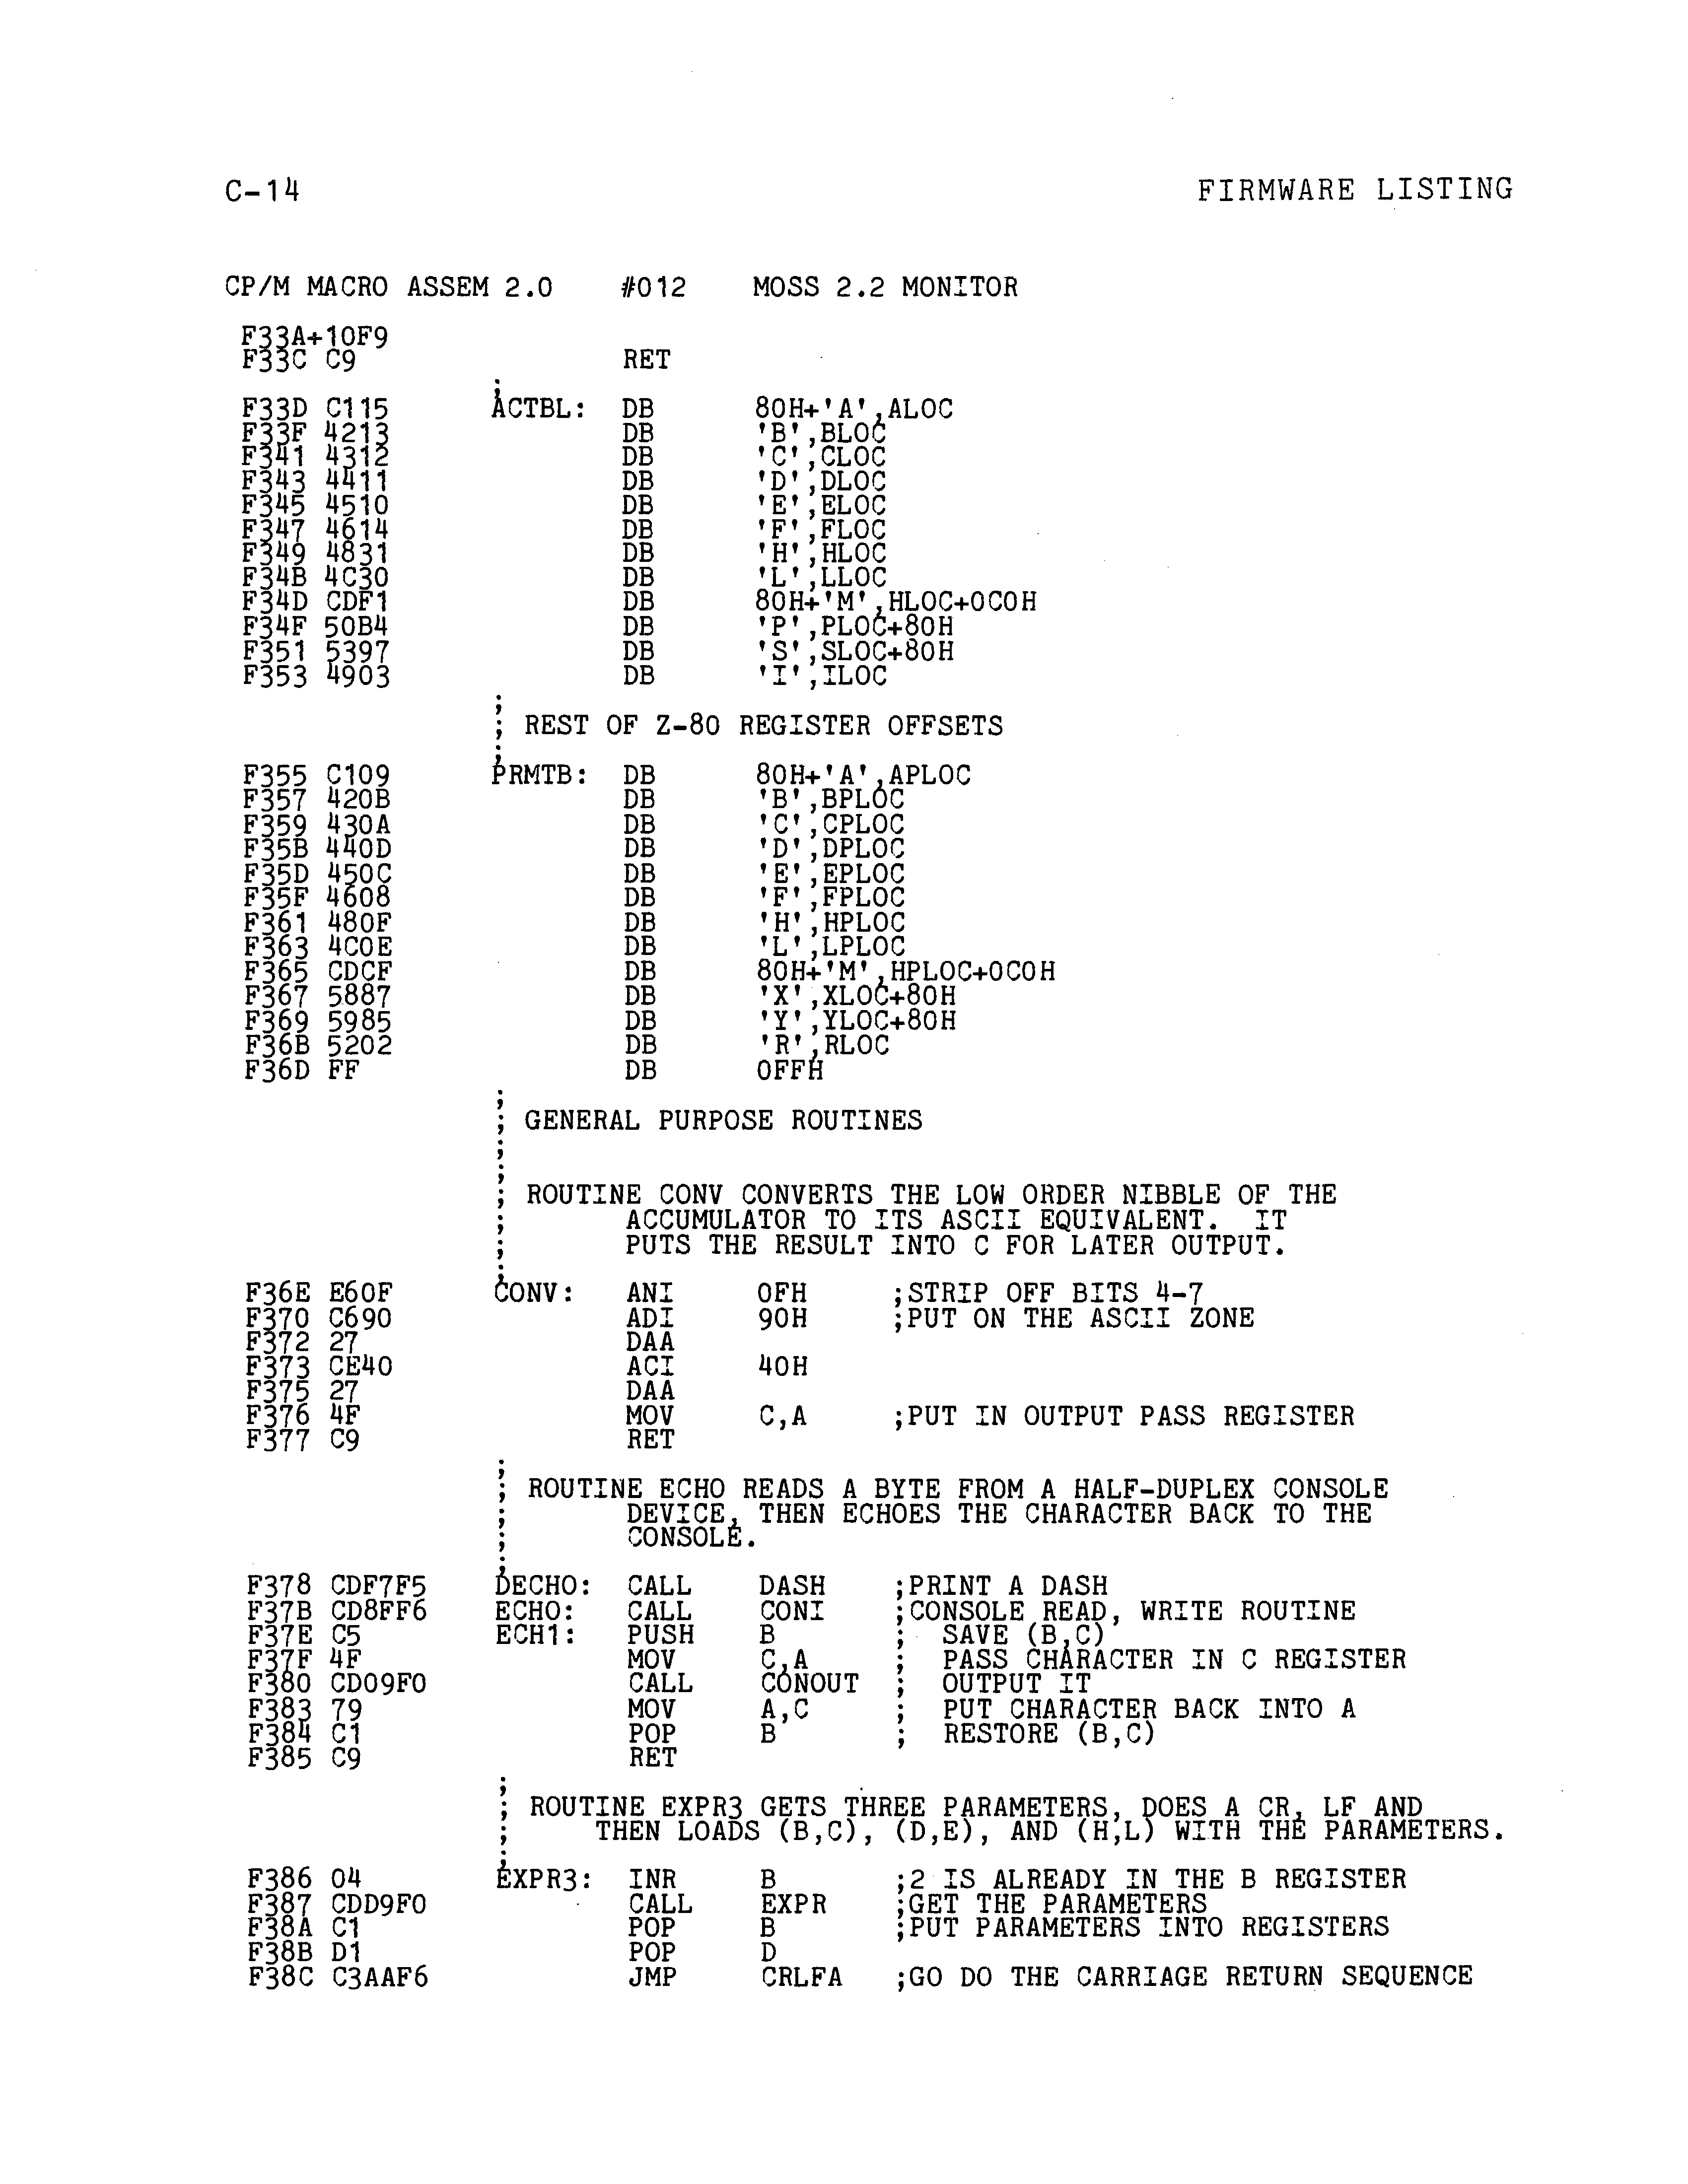 C-14 FIRMWARE LISTING
CP/M MACRO ASSEM 2.0 #012 MOSS 2.2 MONITOR
F33A+10F9
F33C C9 RET
;
F33D C115 ACTBL: DB 80H+'A',ALOC
F33F 4213 DB 'B',BLOC
F341 4312 DB 'C',CLOC
F343 4411 DB 'D',DLOC
F345 4510 DB 'E',ELOC
F347 4614 DB 'F',FLOC
F349 4831 DB 'H',HLOC
F34B 4C30 DB 'L',LLOC
F34D CDF1 DB 80H+'M',HLOC+0C0H
F34F 50B4 DB 'P',PLOC+80H
F351 5397 DB 'S',SLOC+80H
F353 4903 DB 'I',ILOC
;
; REST OF Z-80 REGISTER OFFSETS
;
F355 C109 PRMTB: DB 80H+'A',APLOC
F357 420B DB 'B',BPLOC
F359 430A DB 'C',CPLOC
F35B 440D DB 'D',DPLOC
F35D 450C DB 'E',EPLOC
F35F 4608 DB 'F',FPLOC
F361 480F DB 'H',HPLOC
F363 4C0E DB 'L',LPLOC
F365 CDCF DB 80H+'M',HPLOC+0C0H
F367 5887 DB 'X',XLOC+80H
F369 5985 DB 'Y',YLOC+80H
F36B 5202 DB 'R',RLOC
F36D FF DB 0FFH
;
; GENERAL PURPOSE ROUTINES
;
;
; ROUTINE CONV CONVERTS THE LOW ORDER NIBBLE OF THE
; ACCUMULATOR TO ITS ASCII EQUIVALENT. IT
; PUTS THE RESULT INTO C FOR LATER OUTPUT.
;
F36E E60F CONV: ANI 0FH ;STRIP OFF BITS 4-7
F370 C690 ADI 90H ;PUT ON THE ASCII ZONE
F372 27 DAA
F373 CE40 ACI 40H
F375 27 DAA
F376 4F MOV C,A ;PUT IN OUTPUT PASS REGISTER
F377 C9 RET
;
; ROUTINE ECHO READS A BYTE FROM A HALF-DUPLEX CONSOLE
; DEVICE, THEN ECHOES THE CHARACTER BACK TO THE
; CONSOLE.
;
F378 CDF7F5 DECHO: CALL DASH ;PRINT A DASH
F37B CD8FF6 ECHO: CALL CONI ;CONSOLE READ, WRITE ROUTINE
F37E C5 ECH1: PUSH B ; SAVE (B,C)
F37F 4F MOV C,A ; PASS CHARACTER IN C REGISTER
F380 CD09F0 CALL CONOUT ; OUTPUT IT
F383 79 MOV A,C ; PUT CHARACTER BACK INTO A
F384 C1 POP B ; RESTORE (B,C)
F385 C9 RET
;
; ROUTINE EXPR3 GETS THREE PARAMETERS, DOES A CR, LF AND
; THEN LOADS (B,C), (D,E), AND (H,L) WITH THE PARAMETERS.
;
F386 04 EXPR3: INR B ;2 IS ALREADY IN THE B REGISTER
F387 CDD9F0 CALL EXPR ;GET THE PARAMETERS
F38A C1 POP B ;PUT PARAMETERS INTO REGISTERS
F38B D1 POP D
F38C C3AAF6 JMP CRLFA ;GO DO THE CARRIAGE RETURN SEQUENCE